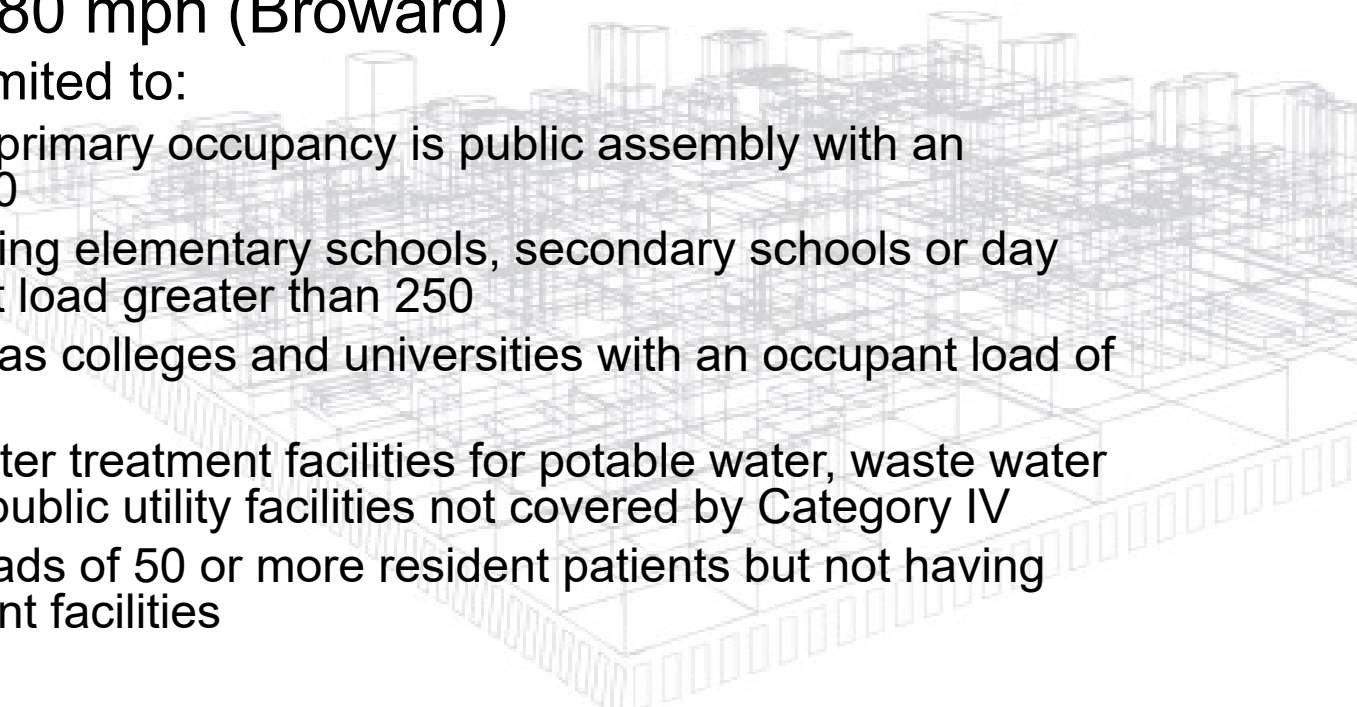 80 mph (Broward)
mited to:
primary occupancy is public assembly with an
0
ing elementary schools, secondary schools or day
t load greater than 250
as colleges and universities with an occupant load of
ter treatment facilities for potable water, waste water
public utility facilities not covered by Category IV
ads of 50 or more resident patients but not having
nt facilities